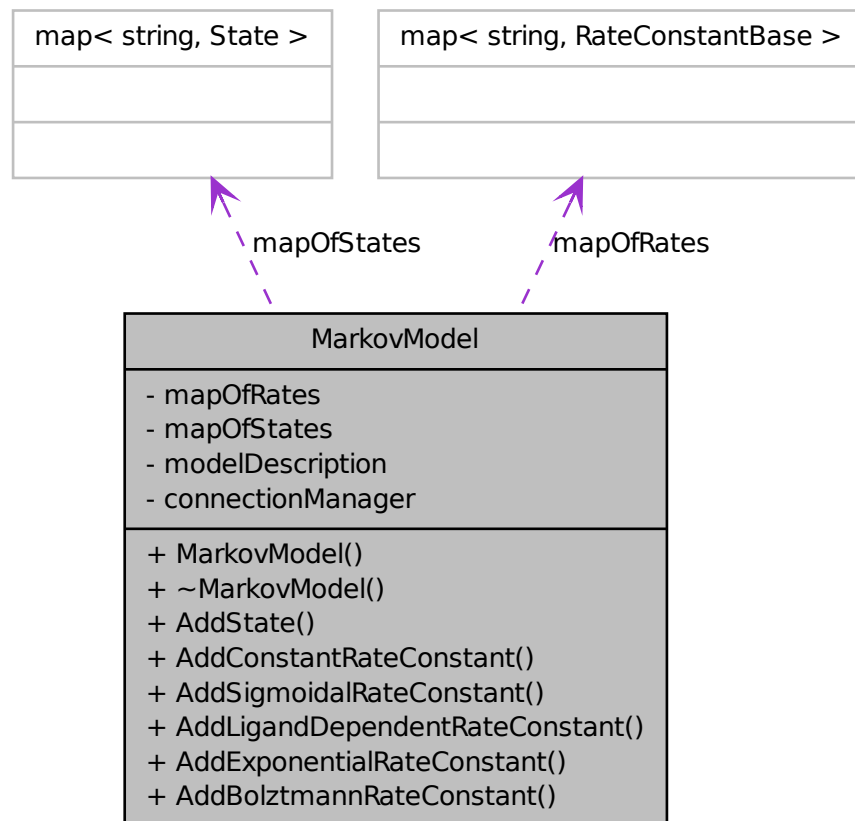 map< string, State >
map< string, RateConstantBase >
mapOfStates
mapOfRates
MarkovModel
- mapOfRates
- mapOfStates
- modelDescription
- connectionManager
+ MarkovModel()
+ ~MarkovModel()
+ AddState()
+ AddConstantRateConstant()
+ AddSigmoidalRateConstant()
+ AddLigandDependentRateConstant()
+ AddExponentialRateConstant()
+ AddBolztmannRateConstant()